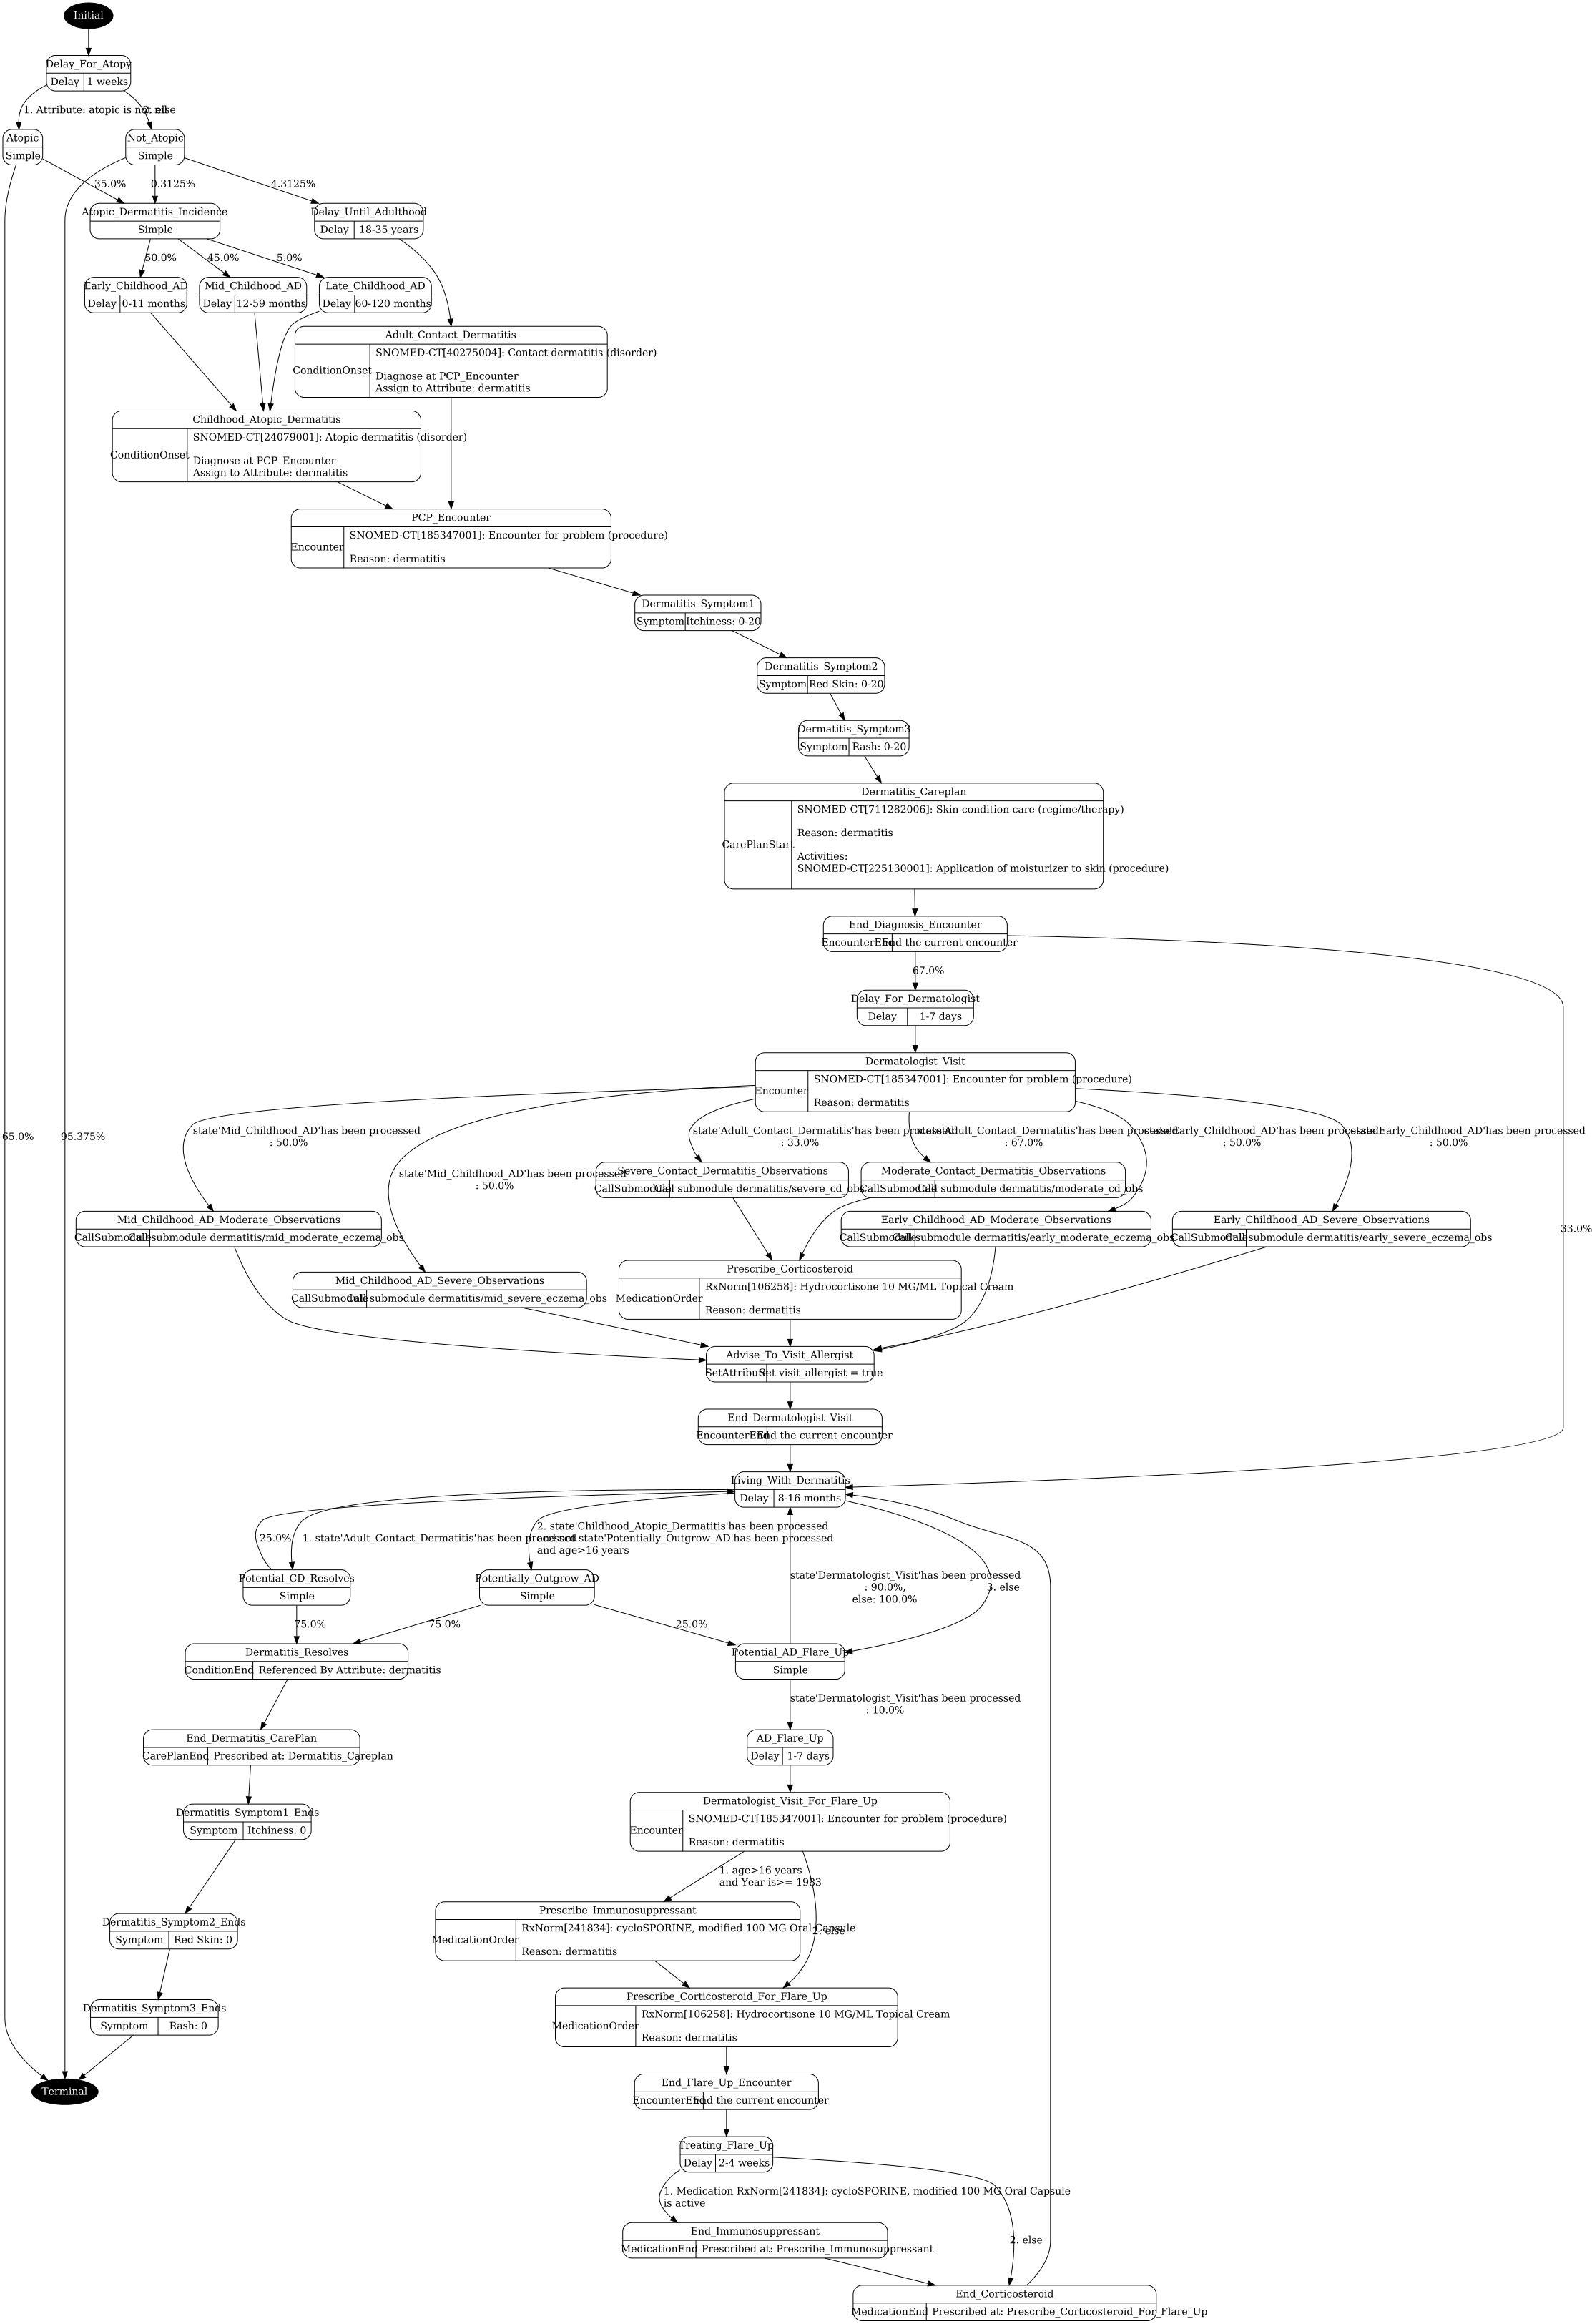 Initial
Delay_For_Atopy
Delay 1 weeks
1. Attribute: atopic is not nil
2. else
Atopic
Simple
Not_Atopic
Simple
35.0%
0.3125%
4.3125%
Atopic_Dermatitis_Incidence
Simple
Delay_Until_Adulthood
Delay 18-35 years
50.0%
45.0%
5.0%
Early_Childhood_AD
Delay 0-11 months
Mid_Childhood_AD
Delay 12-59 months
Late_Childhood_AD
Delay 60-120 months
Adult_Contact_Dermatitis
ConditionOnset
SNOMED-CT[40275004]: Contact dermatitis (disorder)
Diagnose at PCP_Encounter
Assign to Attribute: dermatitis
Childhood_Atopic_Dermatitis
ConditionOnset
SNOMED-CT[24079001]: Atopic dermatitis (disorder)
Diagnose at PCP_Encounter
Assign to Attribute: dermatitis
PCP_Encounter
Encounter
SNOMED-CT[185347001]: Encounter for problem (procedure)
Reason: dermatitis
Dermatitis_Symptom1
Symptom Itchiness: 0-20
Dermatitis_Symptom2
Symptom Red Skin: 0-20
Dermatitis_Symptom3
Symptom Rash: 0-20
Dermatitis_Careplan
CarePlanStart
SNOMED-CT[711282006]: Skin condition care (regime/therapy)
Reason: dermatitis
Activities:
SNOMED-CT[225130001]: Application of moisturizer to skin (procedure)
End_Diagnosis_Encounter
EncounterEnd End the current encounter
67.0%
Delay_For_Dermatologist
Delay 1-7 days
Dermatologist_Visit
Encounter
SNOMED-CT[185347001]: Encounter for problem (procedure)
Reason: dermatitis
65.0%
95.375%
state'Mid_Childhood_AD'has been processed
: 50.0%
state'Mid_Childhood_AD'has been processed
: 50.0%
state'Adult_Contact_Dermatitis'has been processed
: 33.0%
state'Adult_Contact_Dermatitis'has been processed
: 67.0%
state'Early_Childhood_AD'has been processed
: 50.0%
state'Early_Childhood_AD'has been processed
: 50.0%
Severe_Contact_Dermatitis_Observations
CallSubmodule Call submodule dermatitis/severe_cd_obs
Moderate_Contact_Dermatitis_Observations
CallSubmodule Call submodule dermatitis/moderate_cd_obs
Mid_Childhood_AD_Moderate_Observations
CallSubmodule Call submodule dermatitis/mid_moderate_eczema_obs
Early_Childhood_AD_Moderate_Observations
CallSubmodule Call submodule dermatitis/early_moderate_eczema_obs
Early_Childhood_AD_Severe_Observations
CallSubmodule Call submodule dermatitis/early_severe_eczema_obs
33.0%
Mid_Childhood_AD_Severe_Observations
CallSubmodule Call submodule dermatitis/mid_severe_eczema_obs
Prescribe_Corticosteroid
MedicationOrder
RxNorm[106258]: Hydrocortisone 10 MG/ML Topical Cream
Reason: dermatitis
Advise_To_Visit_Allergist
SetAttribute Set visit_allergist = true
End_Dermatologist_Visit
EncounterEnd End the current encounter
Living_With_Dermatitis
Delay 8-16 months
25.0%
1. state'Adult_Contact_Dermatitis'has been processed
2. state'Childhood_Atopic_Dermatitis'has been processed
and not state'Potentially_Outgrow_AD'has been processed
and age>16 years
state'Dermatologist_Visit'has been processed
: 90.0%,
else: 100.0%
3. else
Potential_CD_Resolves
Simple
Potentially_Outgrow_AD
Simple
75.0%
75.0%
25.0%
Dermatitis_Resolves
ConditionEnd Referenced By Attribute: dermatitis
Potential_AD_Flare_Up
Simple
state'Dermatologist_Visit'has been processed
: 10.0%
End_Dermatitis_CarePlan
CarePlanEnd Prescribed at: Dermatitis_Careplan
AD_Flare_Up
Delay 1-7 days
Dermatitis_Symptom1_Ends
Symptom Itchiness: 0
Dermatologist_Visit_For_Flare_Up
Encounter
SNOMED-CT[185347001]: Encounter for problem (procedure)
Reason: dermatitis
1. age>16 years
and Year is>= 1983
2. else
Dermatitis_Symptom2_Ends
Symptom Red Skin: 0
Prescribe_Immunosuppressant
MedicationOrder
RxNorm[241834]: cycloSPORINE, modified 100 MG Oral Capsule
Reason: dermatitis
Dermatitis_Symptom3_Ends
Symptom Rash: 0
Prescribe_Corticosteroid_For_Flare_Up
MedicationOrder
RxNorm[106258]: Hydrocortisone 10 MG/ML Topical Cream
Reason: dermatitis
Terminal
End_Flare_Up_Encounter
EncounterEnd End the current encounter
Treating_Flare_Up
Delay 2-4 weeks
1. Medication RxNorm[241834]: cycloSPORINE, modified 100 MG Oral Capsule
is active
2. else
End_Immunosuppressant
MedicationEnd Prescribed at: Prescribe_Immunosuppressant
End_Corticosteroid
MedicationEnd Prescribed at: Prescribe_Corticosteroid_For_Flare_Up